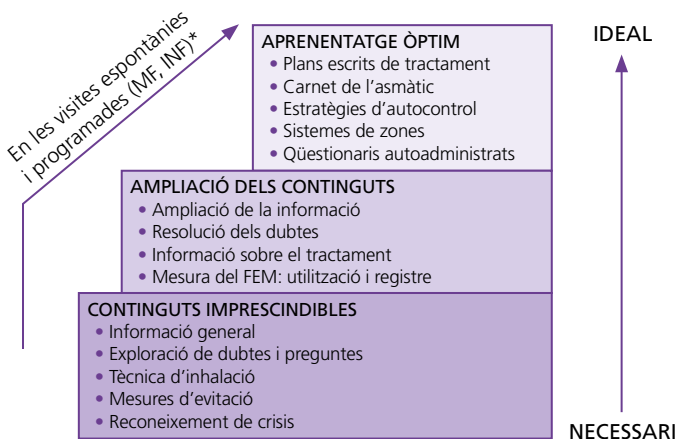 En les visites espontànies
i programades (MF, INF)*
APRENENTATGE ÒPTIM
• Plans escrits de tractament
• Carnet de l'asmàtic
• Estratègies d'autocontrol
• Sistemes de zones
• Qüestionaris autoadministrats
IDEAL
AMPLIACIÓ DELS CONTINGUTS
• Ampliació de la informació
• Resolució dels dubtes
• Informació sobre el tractament
• Mesura del FEM: utilització i registre
CONTINGUTS IMPRESCINDIBLES
• Informació general
• Exploració de dubtes i preguntes
• Tècnica d'inhalació
• Mesures d'evitació
• Reconeixement de crisis
NECESSARI